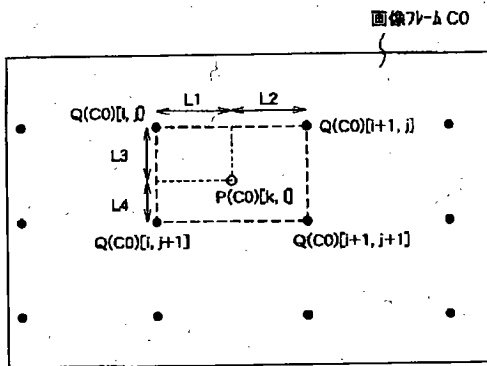 画像フレーム C0
L1
L2
Q(C0)[i, j]
Q(C0)[i+1, j]
L3
L4
P(C0)[k, l]
Q(C0)[i, j+1]
Q(C0)[i+1, j+1]